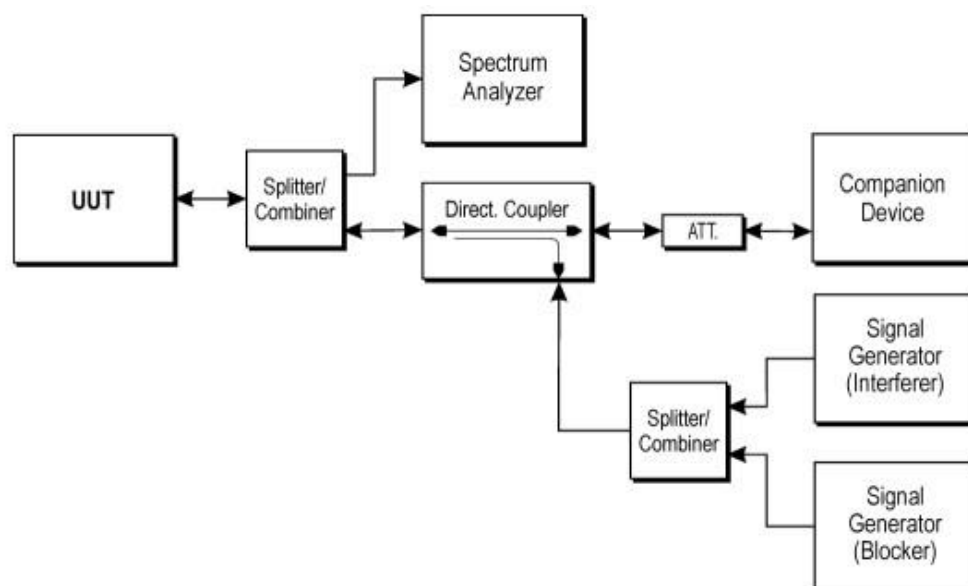 Spectrum
Analyzer
UUT
Splitter/
Combiner
Direct. Coupler
ATT.
Companion
Device
Signal
Generator
(Interferer)
Splitter/
Combiner
Signal
Generator
(Blocker)